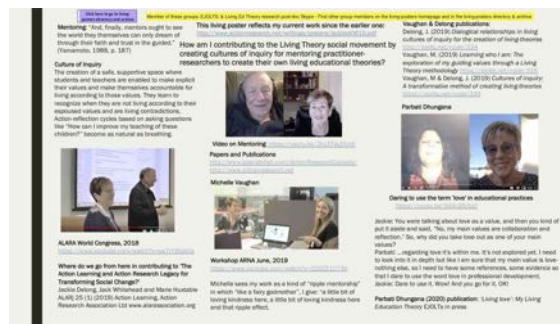 Click here to go to living-posters directory and archive
Member of these groups: EJOLTS & Living Ed Theory research post-doc Skype - Find other group members on the living-posters homepage and in the living-posters directory & archive
Mentoring: "And, finally, mentors ought to see
the world they themselves can only dream of
through their faith and trust in the guided."
(Yamamoto, 1988, p. 187)
Culture of Inquiry
The creation of a safe, supportive space where
students and teachers are enabled to make explicit
their values and make themselves accountable for
living according to those values. They learn to
recognize when they are not living according to their
espoused values and are living contradictions.
Action-reflection cycles based on asking questions
like "How can I improve my teaching of these
children?" become as natural as breathing.
ALARA World Congress, 2018
Where do we go from here in contributing to 'The
Action Learning and Action Research Legacy for
Transforming Social Change?'
Jackie Delong, Jack Whitehead and Marie Huxtable
ALARJ 25 (1) (2019) Action Learning, Action
Research Association Ltd www.alarassociation.org
This living poster reflects my current work since the earlier one:
How am I contributing to the Living Theory social movement by
creating cultures of inquiry for mentoring practitioner-
researchers to create their own living educational theories?
Video on Mentoring
Papers and Publications
Michelle Vaughan
Workshop ARNA June, 2019
Michelle sees my work as a kind of "ripple mentorship"
in which "like a fairy godmother", I give: "a little bit of
loving kindness here, a little bit of loving kindness here
and that ripple effect.
Vaughan & Delong publications:
Delong, J. (2019) Dialogical relationships in living
cultures of inquiry for the creation of living-theories
Vaughan, M. (2019) Learning who I am: The
exploration of my guiding values through a Living
Theory methodology
Vaughan, M & Delong, J. (2019) Cultures of inquiry:
A transformative method of creating living-theories
Parbati Dhungana
Daring to use the term 'love' in educational practices
Jackie: You were talking about love as a value, and then you kind of
put it aside and said, "No, my main values are collaboration and
reflection." So, why did you take love out as one of your main
values?
Parbati: ..regarding love it's within me. It's not explored yet. I need
to look into it in depth but like I am sure that my main value is love-
nothing else, so I need to have some references, some evidence so
that I dare to use the word love in professional development.
Jackie: Dare to use it. Wow! And you go for it, OK!
Parbati Dhungana (2020) publication: 'Living love': My Living
Education Theory EJOLTS in press